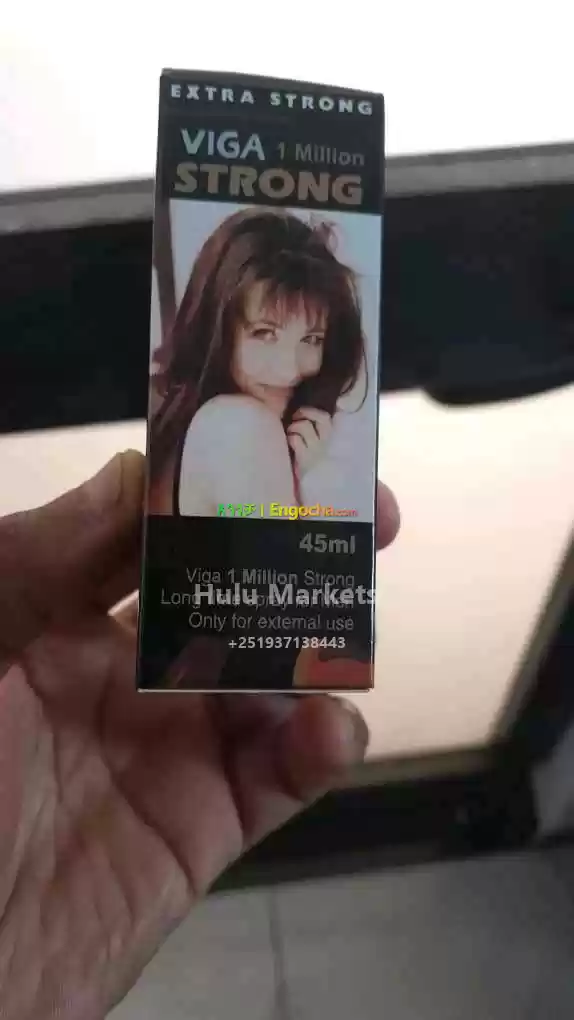 EXTRA STRONG
VIGA 1 Million
STRONG
Engocha.com
45ml
Viga 1 Million Strong
Hulu Markets
Long
Only for external use
+251937138443